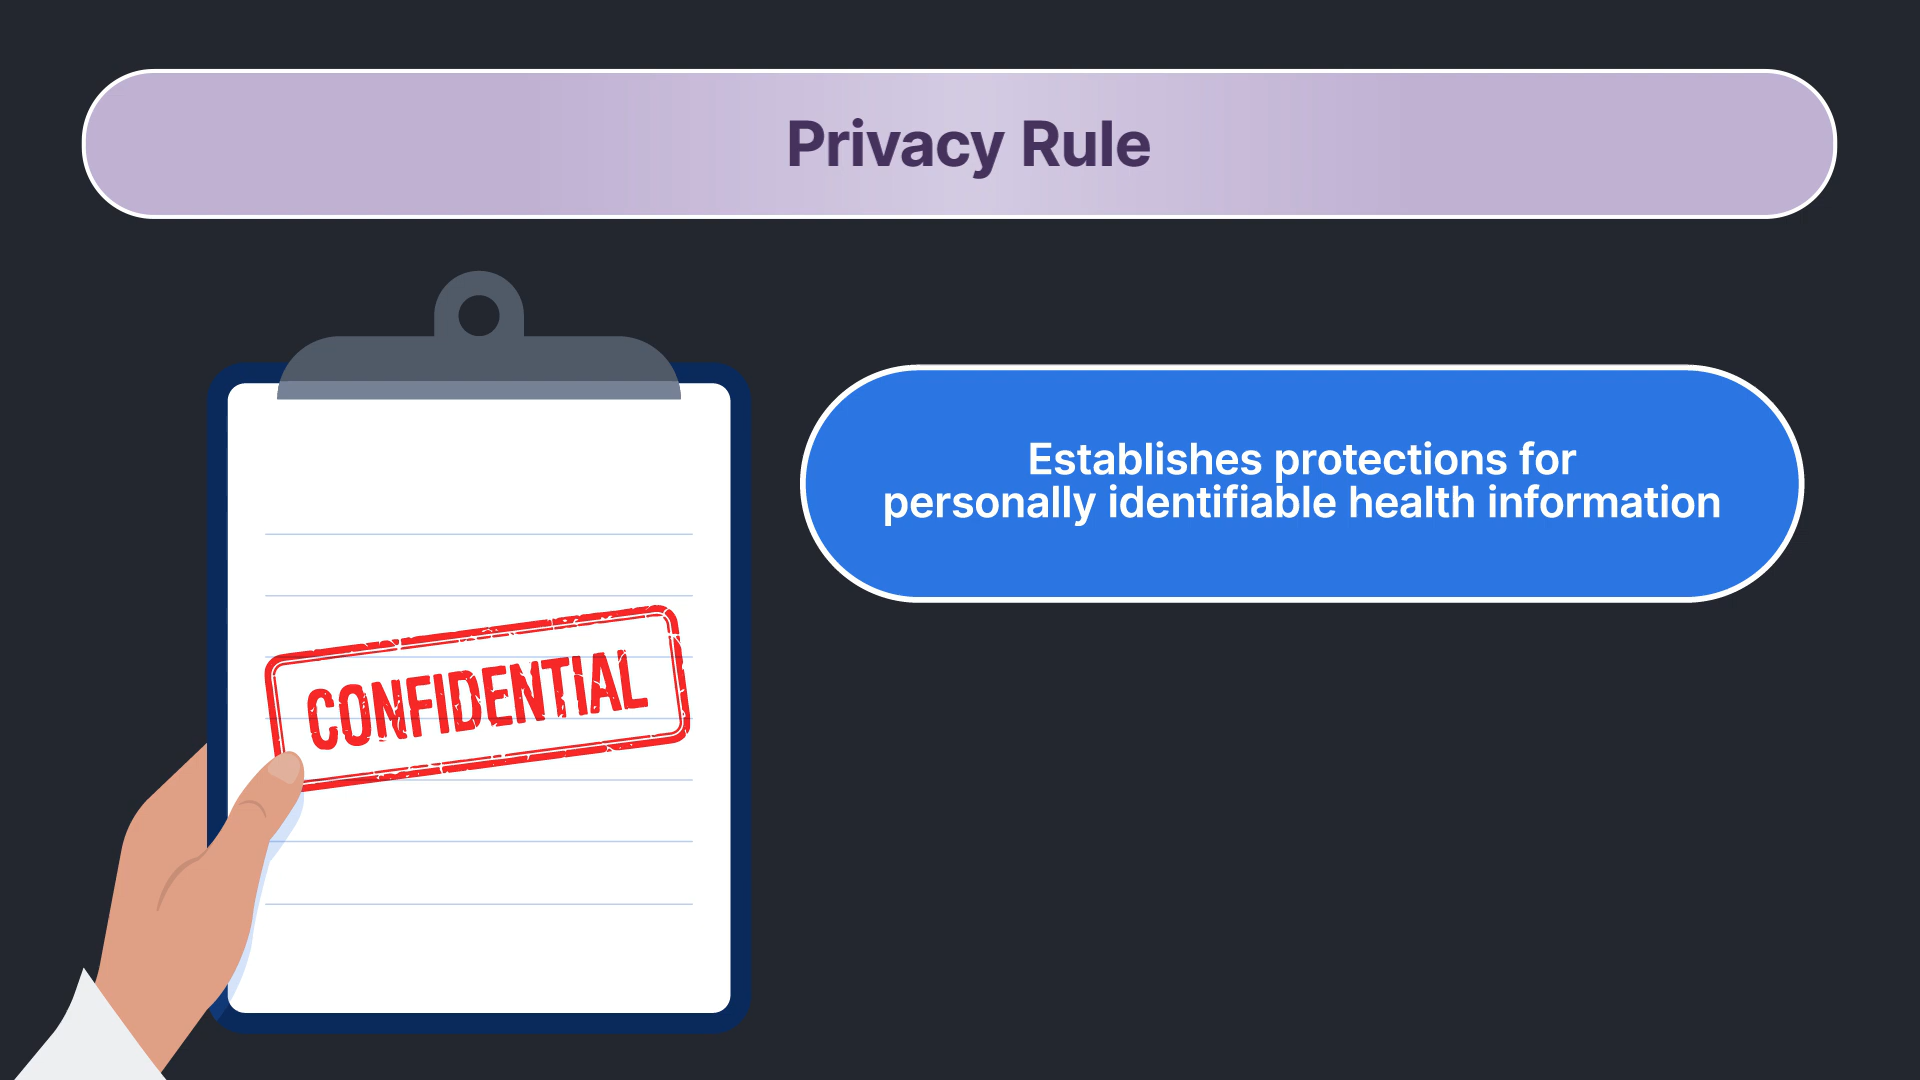 Privacy Rule
Establishes protections for
personally identifiable health information
CONFIDENTIAL